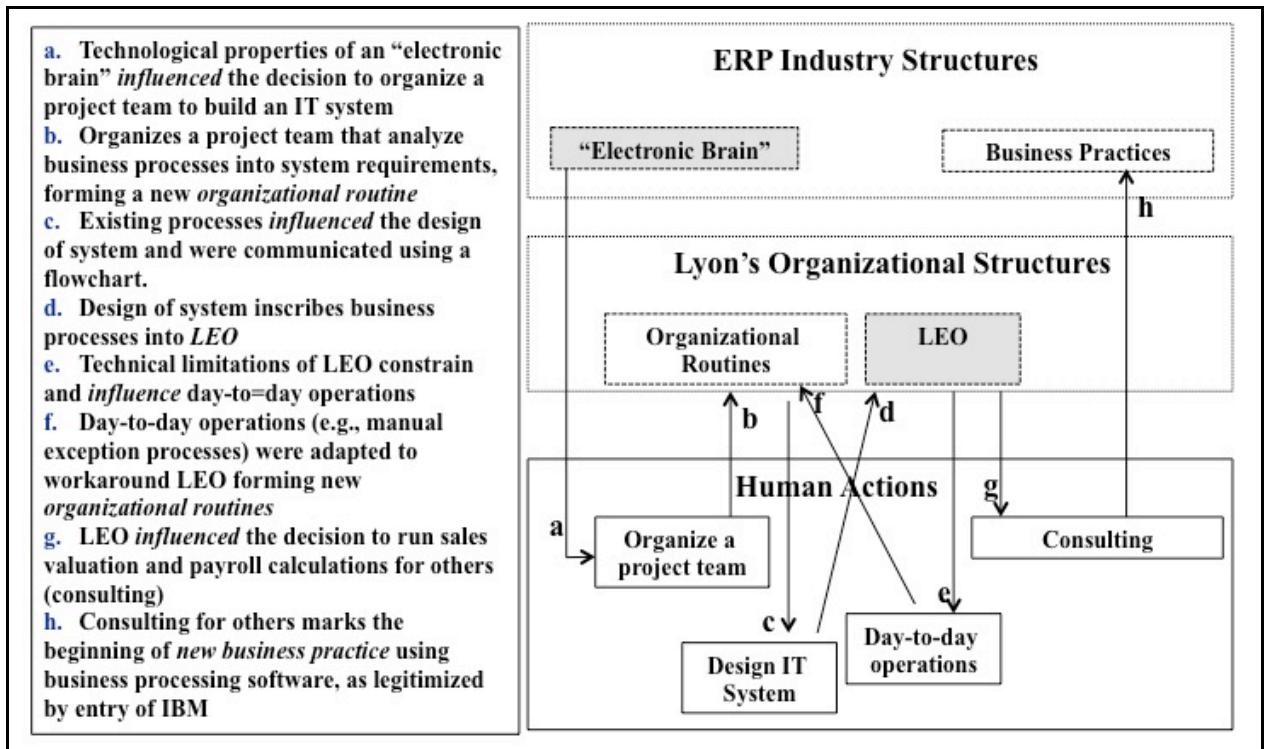 a. Technological properties of an “electronic
brain” influenced the decision to organize a
project team to build an IT system
b. Organizes a project team that analyze
business processes into system requirements,
forming a new organizational routine
c. Existing processes influenced the design
of system and were communicated using a
flowchart.
d. Design of system inscribes business
processes into LEO
e. Technical limitations of LEO constrain
and influence day-to=day operations
f. Day-to-day operations (e.g., manual
exception processes) were adapted to
workaround LEO forming new
organizational routines
g. LEO influenced the decision to run sales
valuation and payroll calculations for others
(consulting)
h. Consulting for others marks the
beginning of new business practice using
business processing software, as legitimized
by entry of IBM
ERP Industry Structures
“Electronic Brain”
Business Practices
h
Lyon’s Organizational Structures
Organizational
Routines
LEO
b
f
d
Human Actions
g
a
Organize a
project team
Consulting
c
e
Design IT
System
Day-to-day
operations